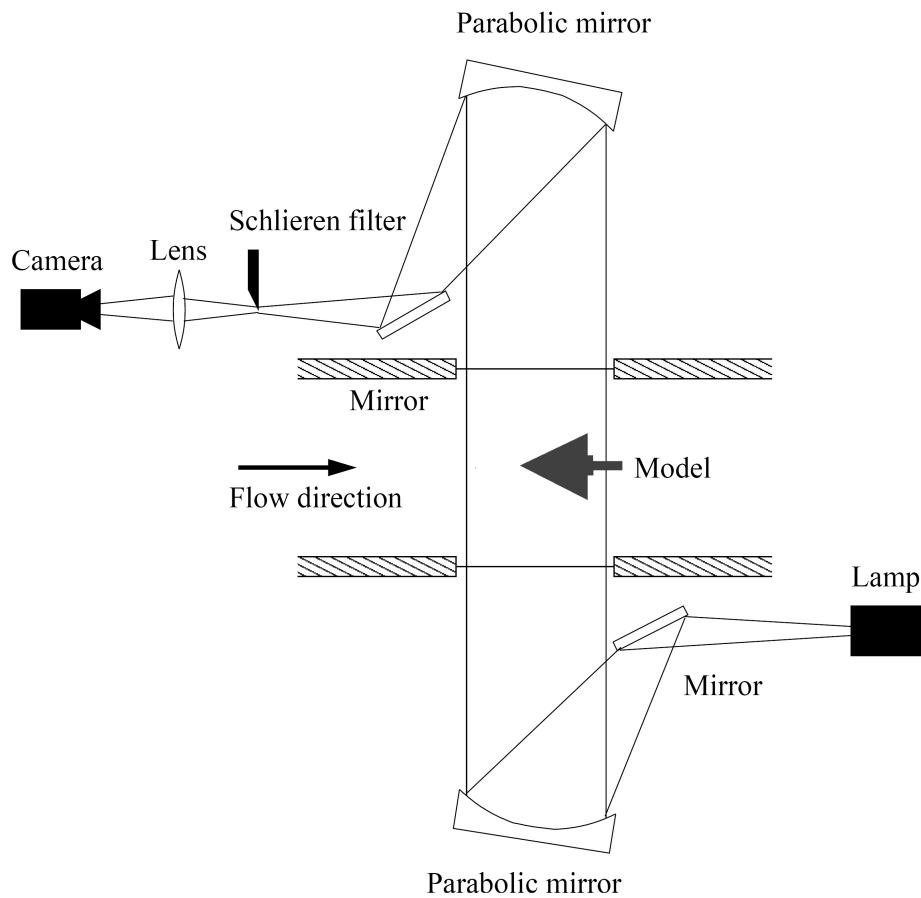 Parabolic mirror
Schlieren filter
Lens
Camera
Mirror
Model
Flow direction
Lamp
Mirror
Parabolic mirror